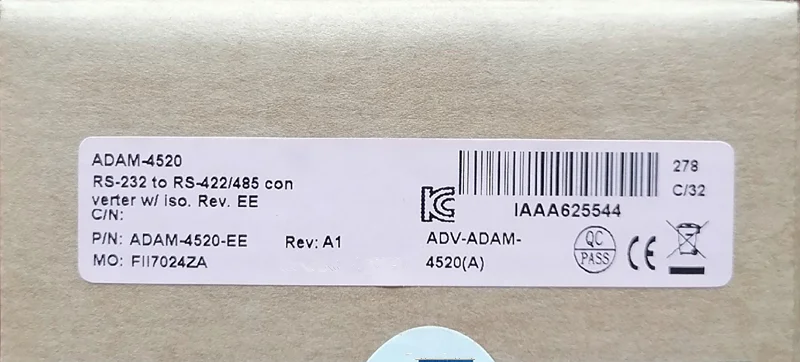 ADAM-4520
RS-232 to RS-422/485 con
verter w/ iso. Rev. EE
C/N:
P/N: ADAM-4520-EE Rev: A1
MO: FII7024ZA
278
C/32
IAAA625544
ADV-ADAM-
4520(A)
QC
PASS
CE